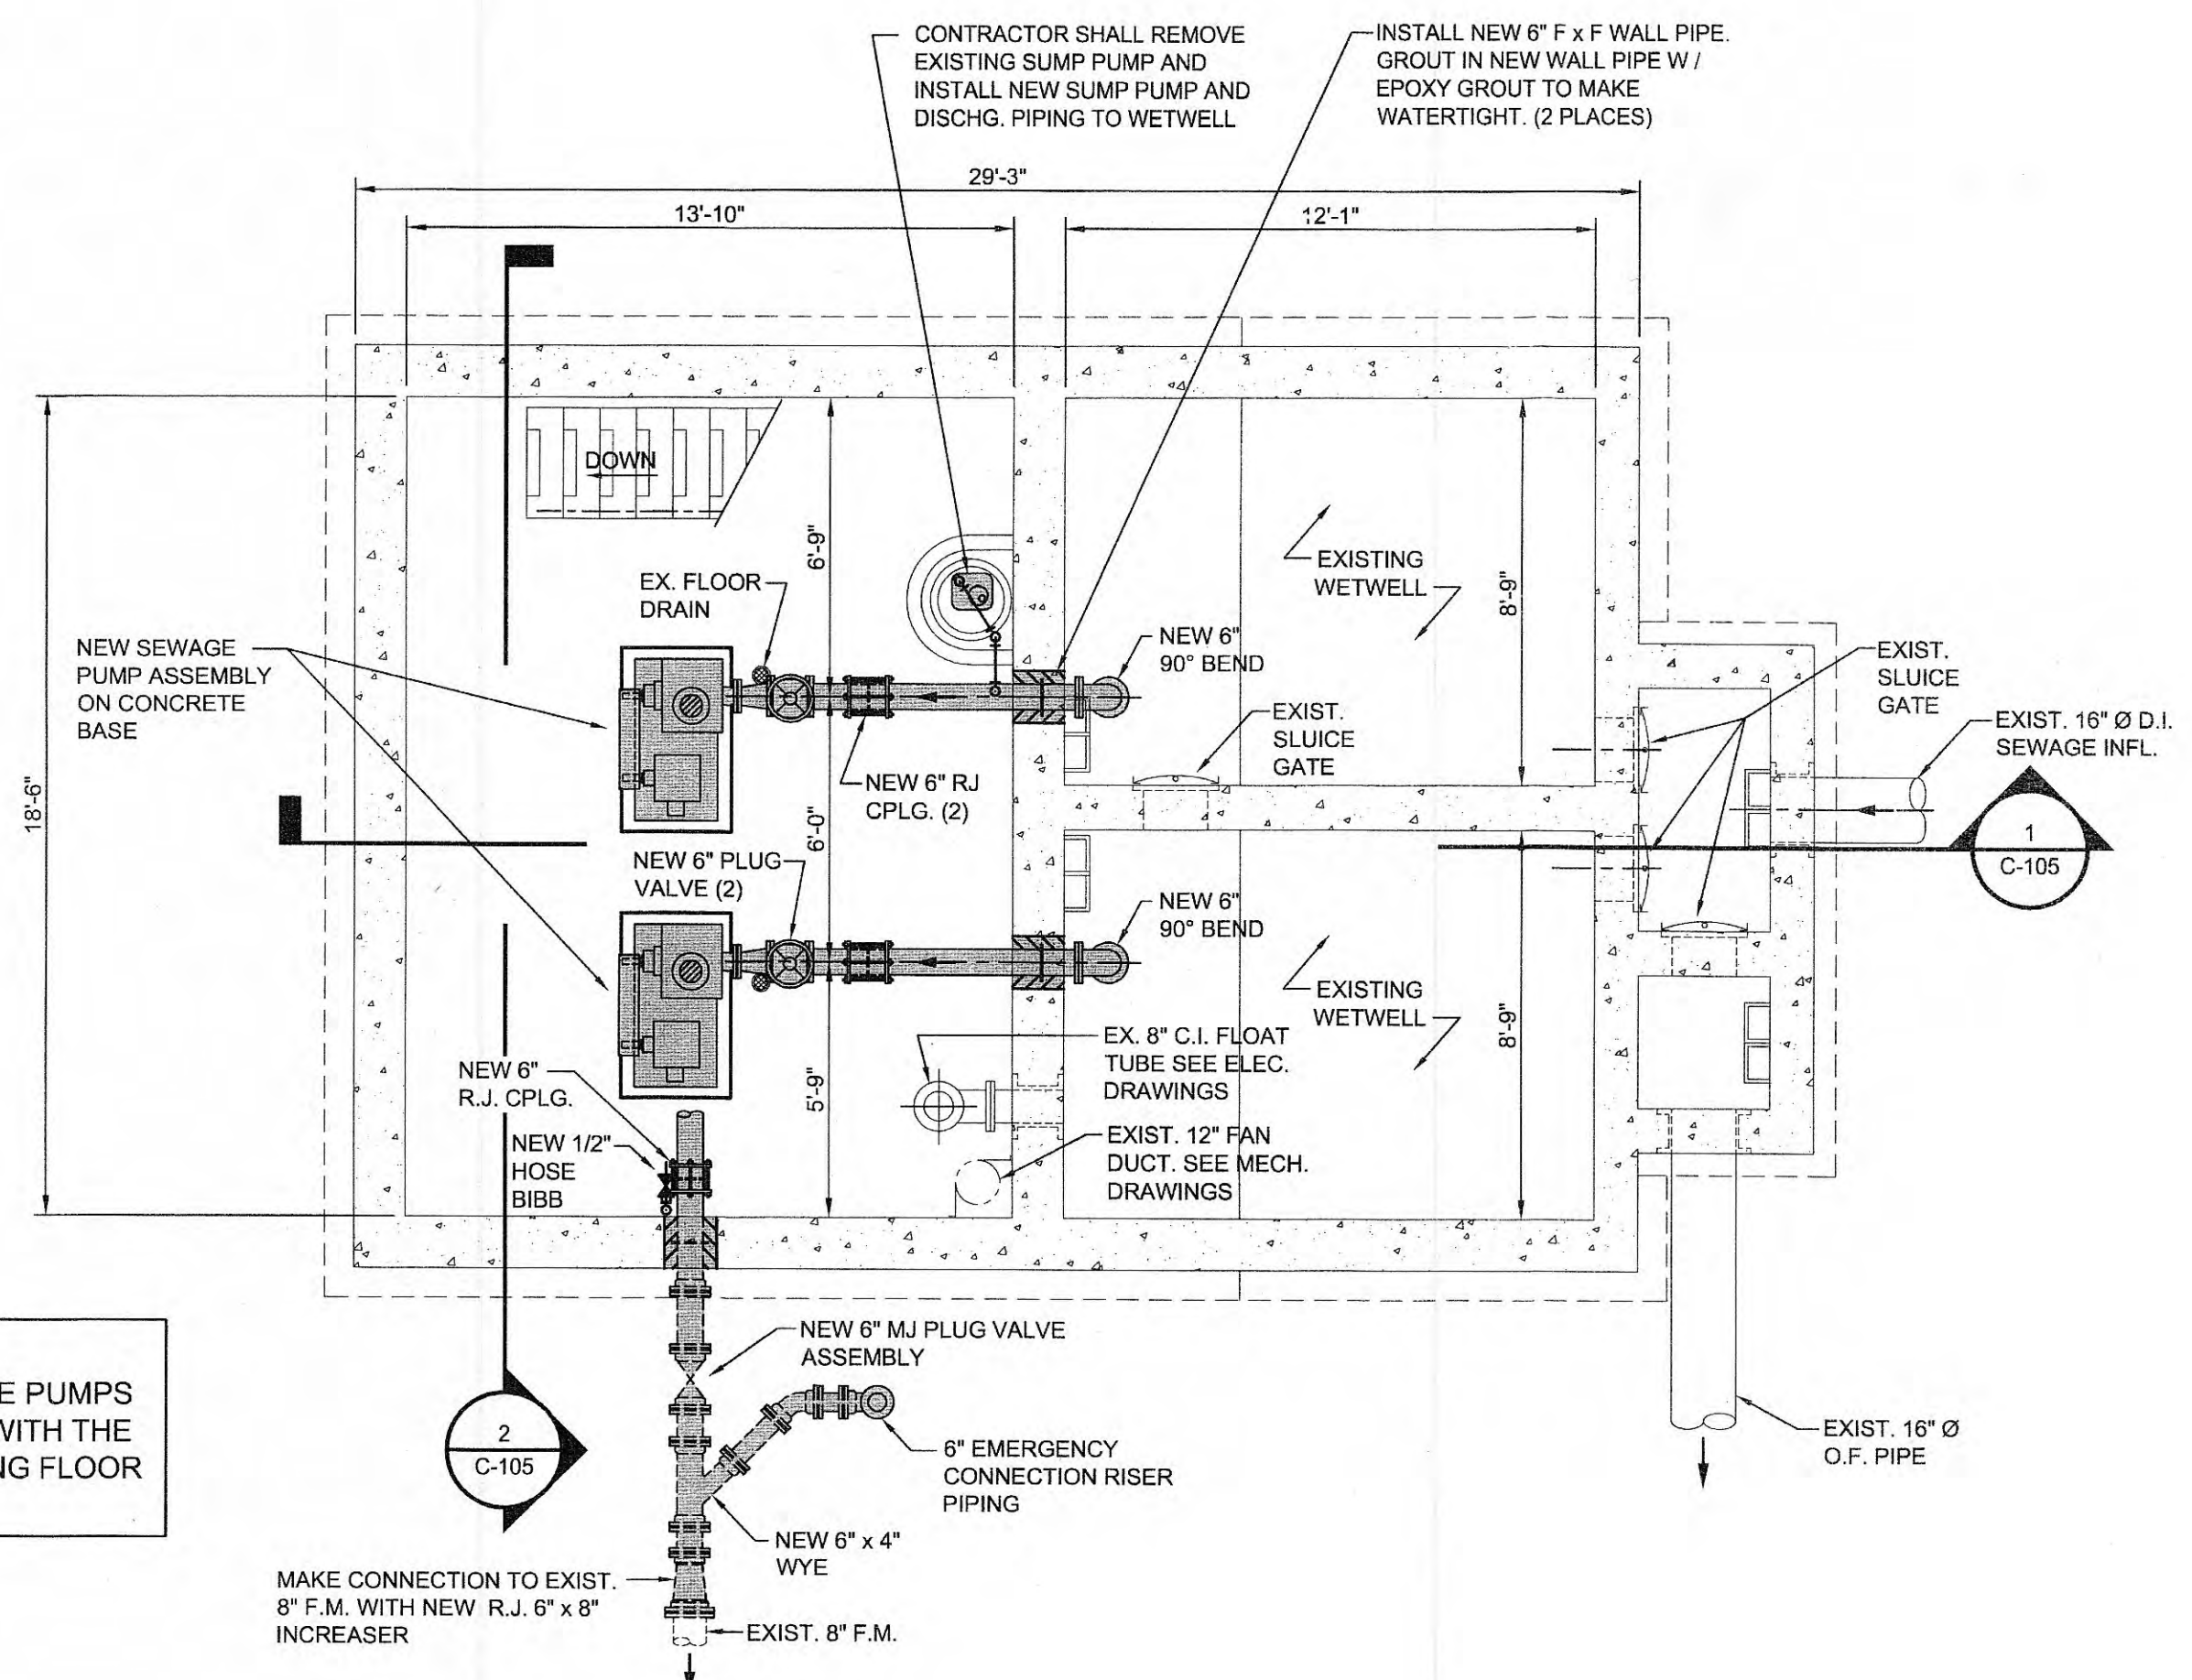 CONTRACTOR SHALL REMOVE
EXISTING SUMP PUMP AND
INSTALL NEW SUMP PUMP AND
DISCHG. PIPING TO WETWELL
INSTALL NEW 6" F x F WALL PIPE.
GROUT IN NEW WALL PIPE W /
EPOXY GROUT TO MAKE
WATERTIGHT. (2 PLACES)
29'-3"
13'-10"
12'-1"
18'-6"
DOWN
6'-9"
EX. FLOOR
DRAIN
EXISTING
WETWELL
8'-9"
NEW SEWAGE
PUMP ASSEMBLY
ON CONCRETE
BASE
NEW 6"
90° BEND
EXIST.
SLUICE
GATE
EXIST.
SLUICE
GATE
EXIST. 16" Ø D.I.
SEWAGE INFL.
NEW 6" RJ
CPLG. (2)
6'-0"
1
C-105
NEW 6" PLUG
VALVE (2)
NEW 6"
90° BEND
EXISTING
WETWELL
8'-9"
EX. 8" C.I. FLOAT
TUBE SEE ELEC.
DRAWINGS
5'-9"
NEW 6"
R.J. CPLG.
NEW 1/2"
HOSE
BIBB
EXIST. 12" FAN
DUCT. SEE MECH.
DRAWINGS
NEW 6" MJ PLUG VALVE
ASSEMBLY
E PUMPS
WITH THE
NG FLOOR
2
C-105
6" EMERGENCY
CONNECTION RISER
PIPING
EXIST. 16" Ø
O.F. PIPE
NEW 6" x 4"
WYE
MAKE CONNECTION TO EXIST.
8" F.M. WITH NEW R.J. 6" x 8"
INCREASER
EXIST. 8" F.M.